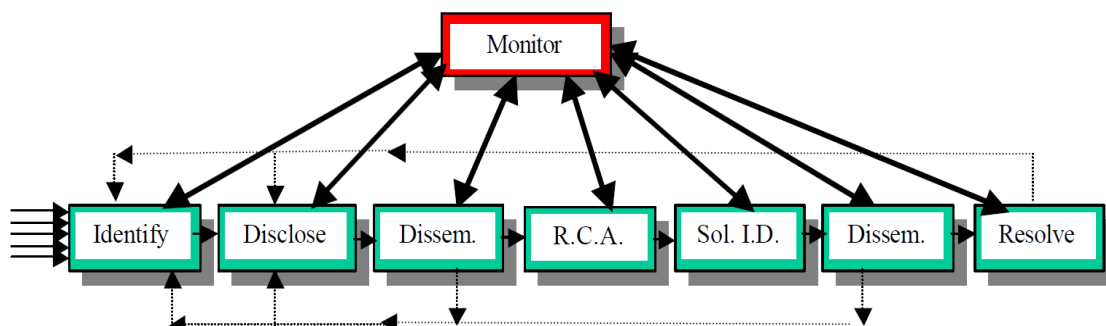 Monitor
Identify
Disclose
Dissem.
R.C.A.
Sol. I.D.
Dissem.
Resolve